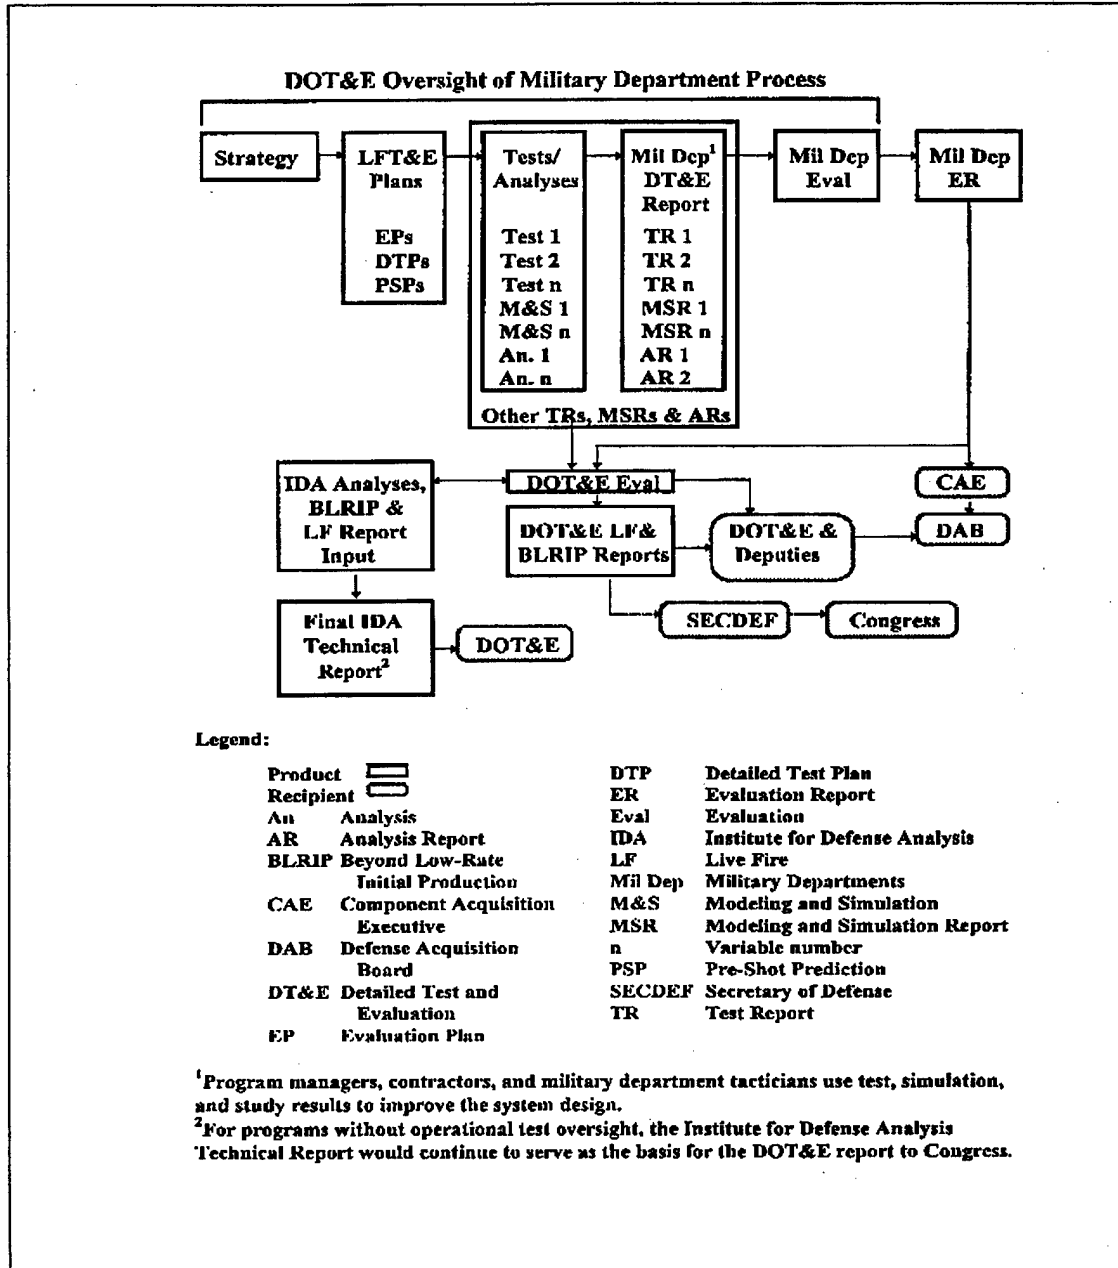 DOT&E Oversight of Military Department Process
Strategy
LFT&E
Plans
EPs
DTPs
PSPs
Tests/
Analyses
Test 1
Test 2
Test n
M&S 1
M&S n
An. 1
An. n
Mil Dep¹
DT&E
Report
TR 1
TR 2
TR n
MSR 1
MSR n
AR 1
AR 2
Other TRs, MSRs & ARs
Mil Dep
Eval
Mil Dep
ER
IDA Analyses,
BLRIP &
LF Report
Input
DOT&E Eval
DOT&E LF&
BLRIP Reports
DOT&E &
Deputies
CAE
DAB
Final IDA
Technical
Report²
DOT&E
SECDEF
Congress
Legend:
Product
Recipient
An Analysis
AR Analysis Report
BLRIP Beyond Low-Rate
Initial Production
CAE Component Acquisition
Executive
DAB Defense Acquisition
Board
DT&E Detailed Test and
Evaluation
EP Evaluation Plan
DTP Detailed Test Plan
ER Evaluation Report
Eval Evaluation
IDA Institute for Defense Analysis
LF Live Fire
Mil Dep Military Departments
M&S Modeling and Simulation
MSR Modeling and Simulation Report
n Variable number
PSP Pre-Shot Prediction
SECDEF Secretary of Defense
TR Test Report
¹Program managers, contractors, and military department tacticians use test, simulation,
and study results to improve the system design.
²For programs without operational test oversight, the Institute for Defense Analysis
Technical Report would continue to serve as the basis for the DOT&E report to Congress.